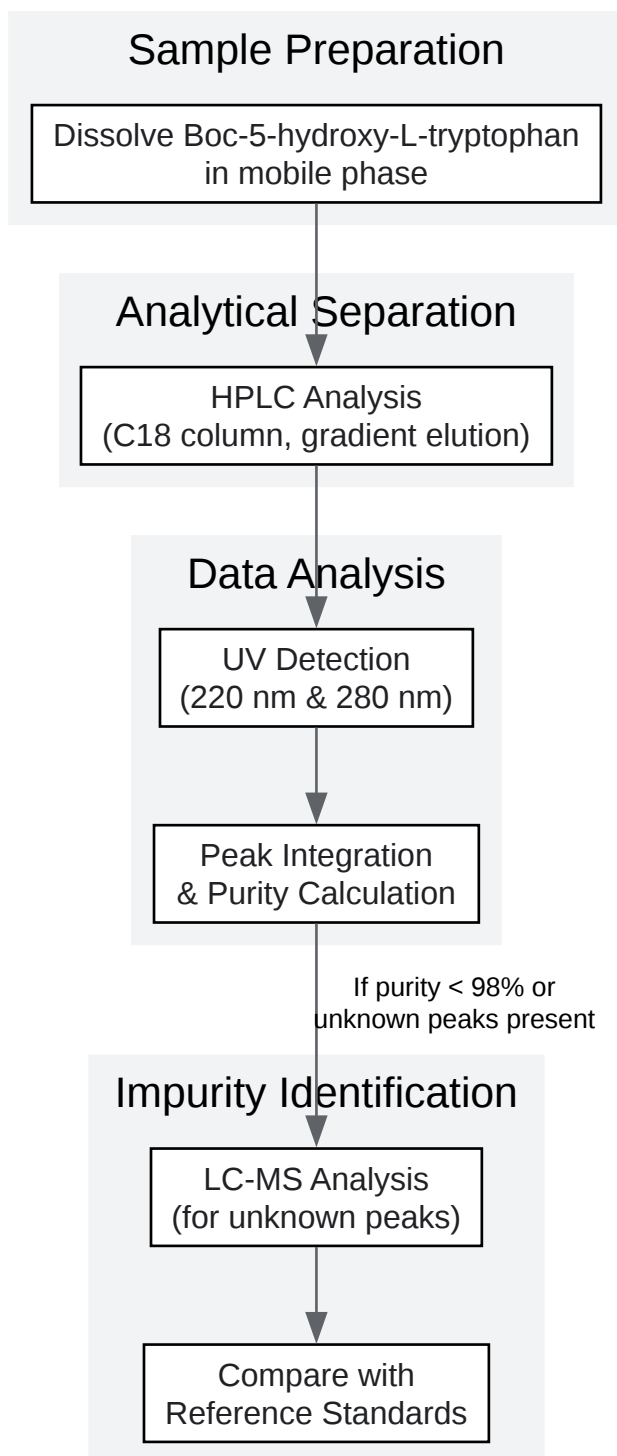 Sample Preparation
Dissolve Boc-5-hydroxy-L-tryptophan
in mobile phase
Analytical Separation
HPLC Analysis
(C18 column, gradient elution)
Data Analysis
UV Detection
(220 nm & 280 nm)
Peak Integration
& Purity Calculation
If purity < 98% or
unknown peaks present
Impurity Identification
LC-MS Analysis
(for unknown peaks)
Compare with
Reference Standards